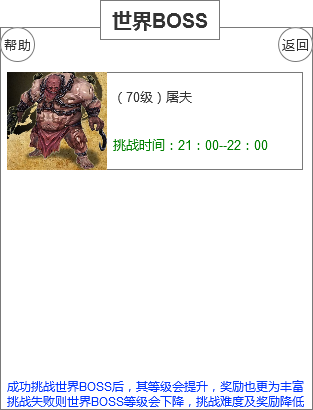 世界BOSS
帮助
返回
（70级）屠夫
挑战时间：21：00--22：00
成功挑战世界BOSS后，其等级会提升，奖励也更为丰富
挑战失败则世界BOSS等级会下降，挑战难度及奖励降低